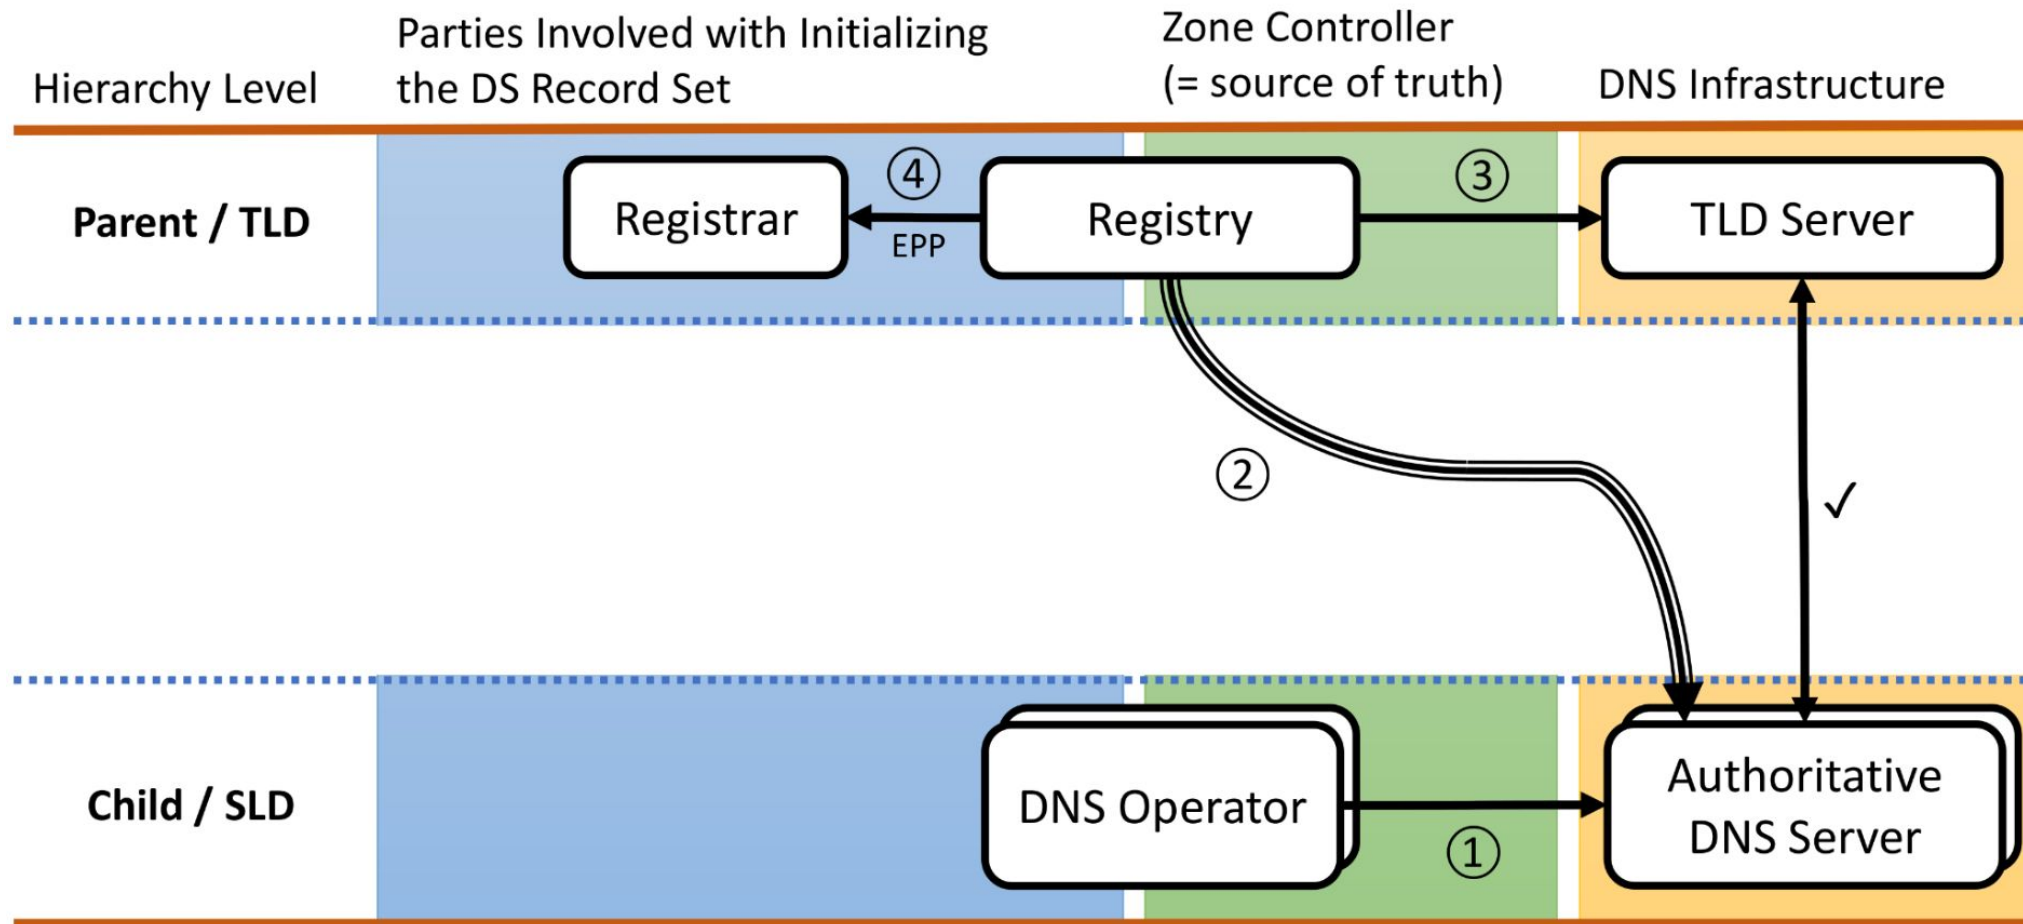 Hierarchy Level
Parties Involved with Initializing
the DS Record Set
Zone Controller
(= source of truth)
DNS Infrastructure
Parent / TLD
Registrar
④
EPP
Registry
③
TLD Server
②
✓
Child / SLD
DNS Operator
①
Authoritative
DNS Server